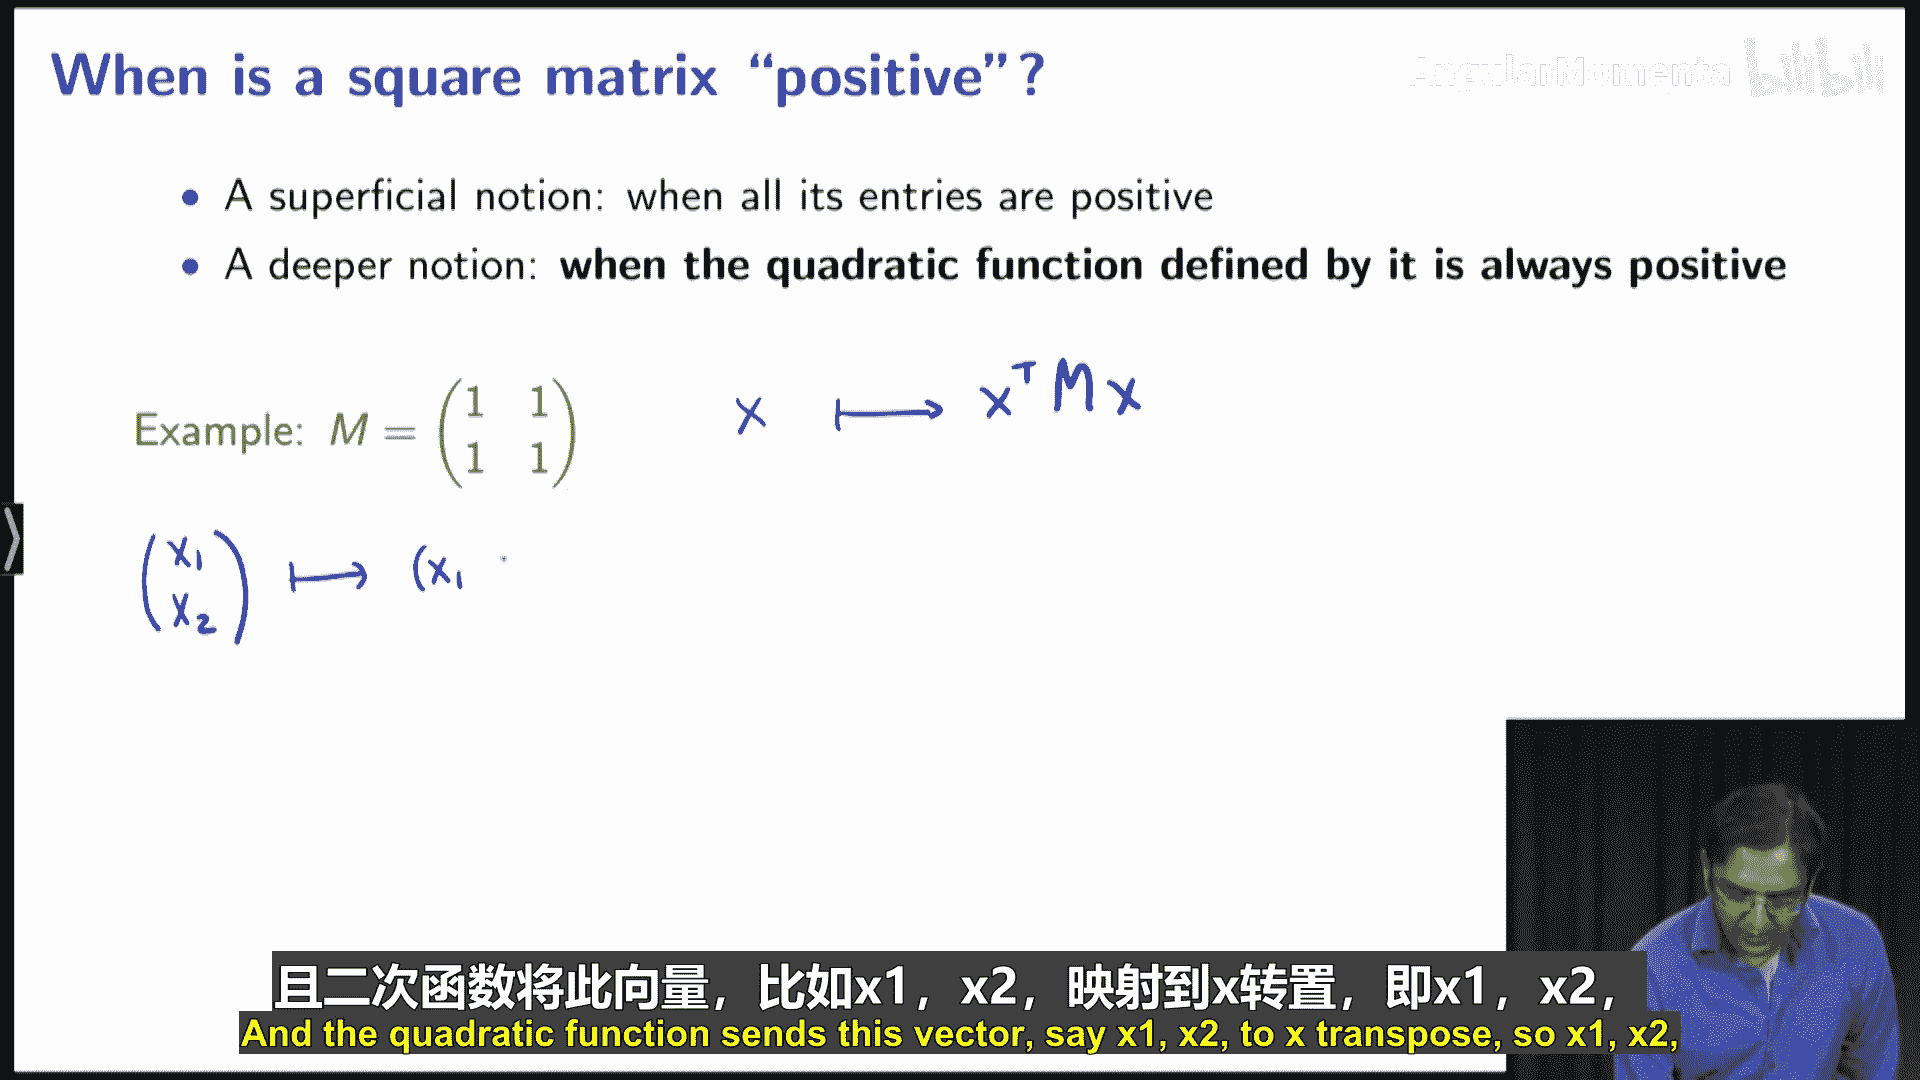 When is a square matrix “positive”?
AngularMomenta bilibili
• A superficial notion: when all its entries are positive
• A deeper notion: when the quadratic function defined by it is always positive
Example: M = (1 1
1 1)
x ↦ xᵀ M x
(x₁
x₂) ↦ (x₁
且二次函数将此向量，比如x1，x2，映射到x转置，即x1，x2，
And the quadratic function sends this vector, say x1, x2, to x transpose, so x1, x2,